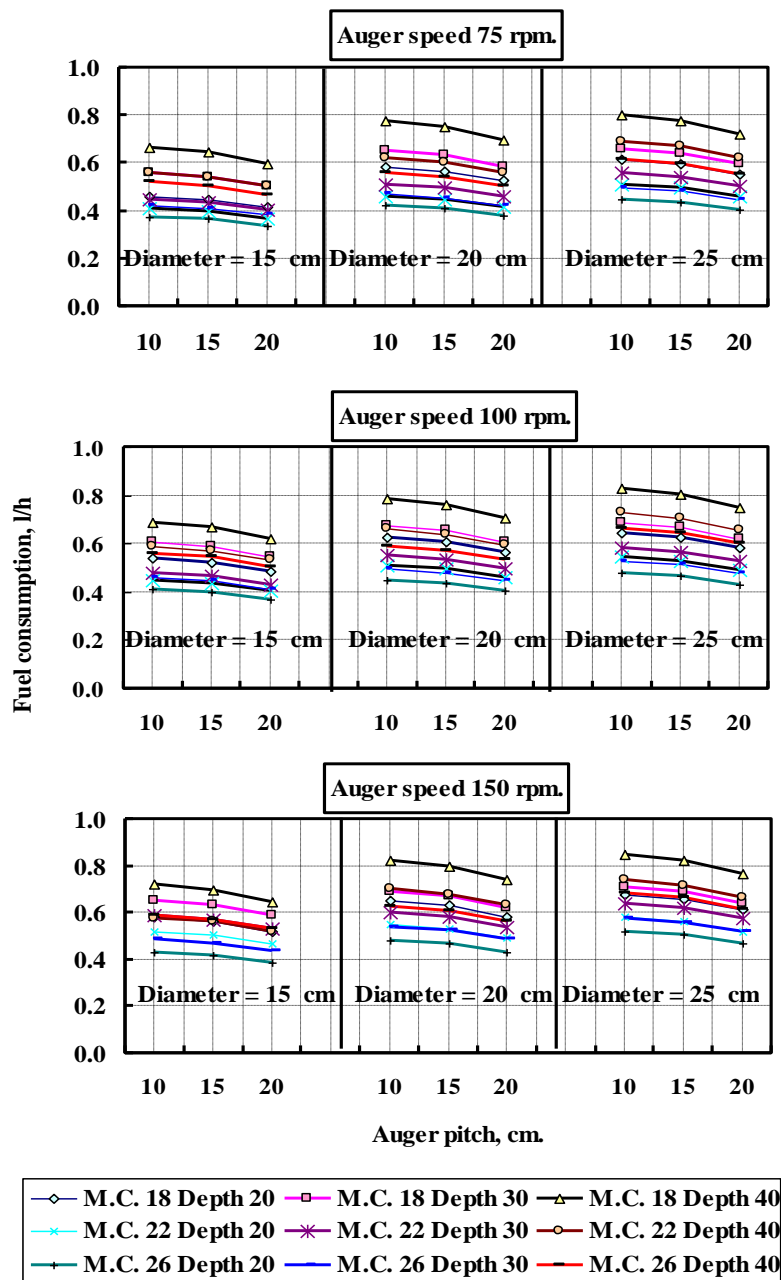 Auger speed 75 rpm.
1.0
0.8
0.6
0.4
0.2
0.0
Diameter = 15 cm
Diameter = 20 cm
Diameter = 25 cm
10 15 20 10 15 20 10 15 20
Auger speed 100 rpm.
Fuel consumption, l/h
1.0
0.8
0.6
0.4
0.2
0.0
Diameter = 15 cm
Diameter = 20 cm
Diameter = 25 cm
10 15 20 10 15 20 10 15 20
Auger speed 150 rpm.
1.0
0.8
0.6
0.4
0.2
0.0
Diameter = 15 cm
Diameter = 20 cm
Diameter = 25 cm
10 15 20 10 15 20 10 15 20
Auger pitch, cm.
M.C. 18 Depth 20 M.C. 18 Depth 30 M.C. 18 Depth 40
M.C. 22 Depth 20 M.C. 22 Depth 30 M.C. 22 Depth 40
M.C. 26 Depth 20 M.C. 26 Depth 30 M.C. 26 Depth 40